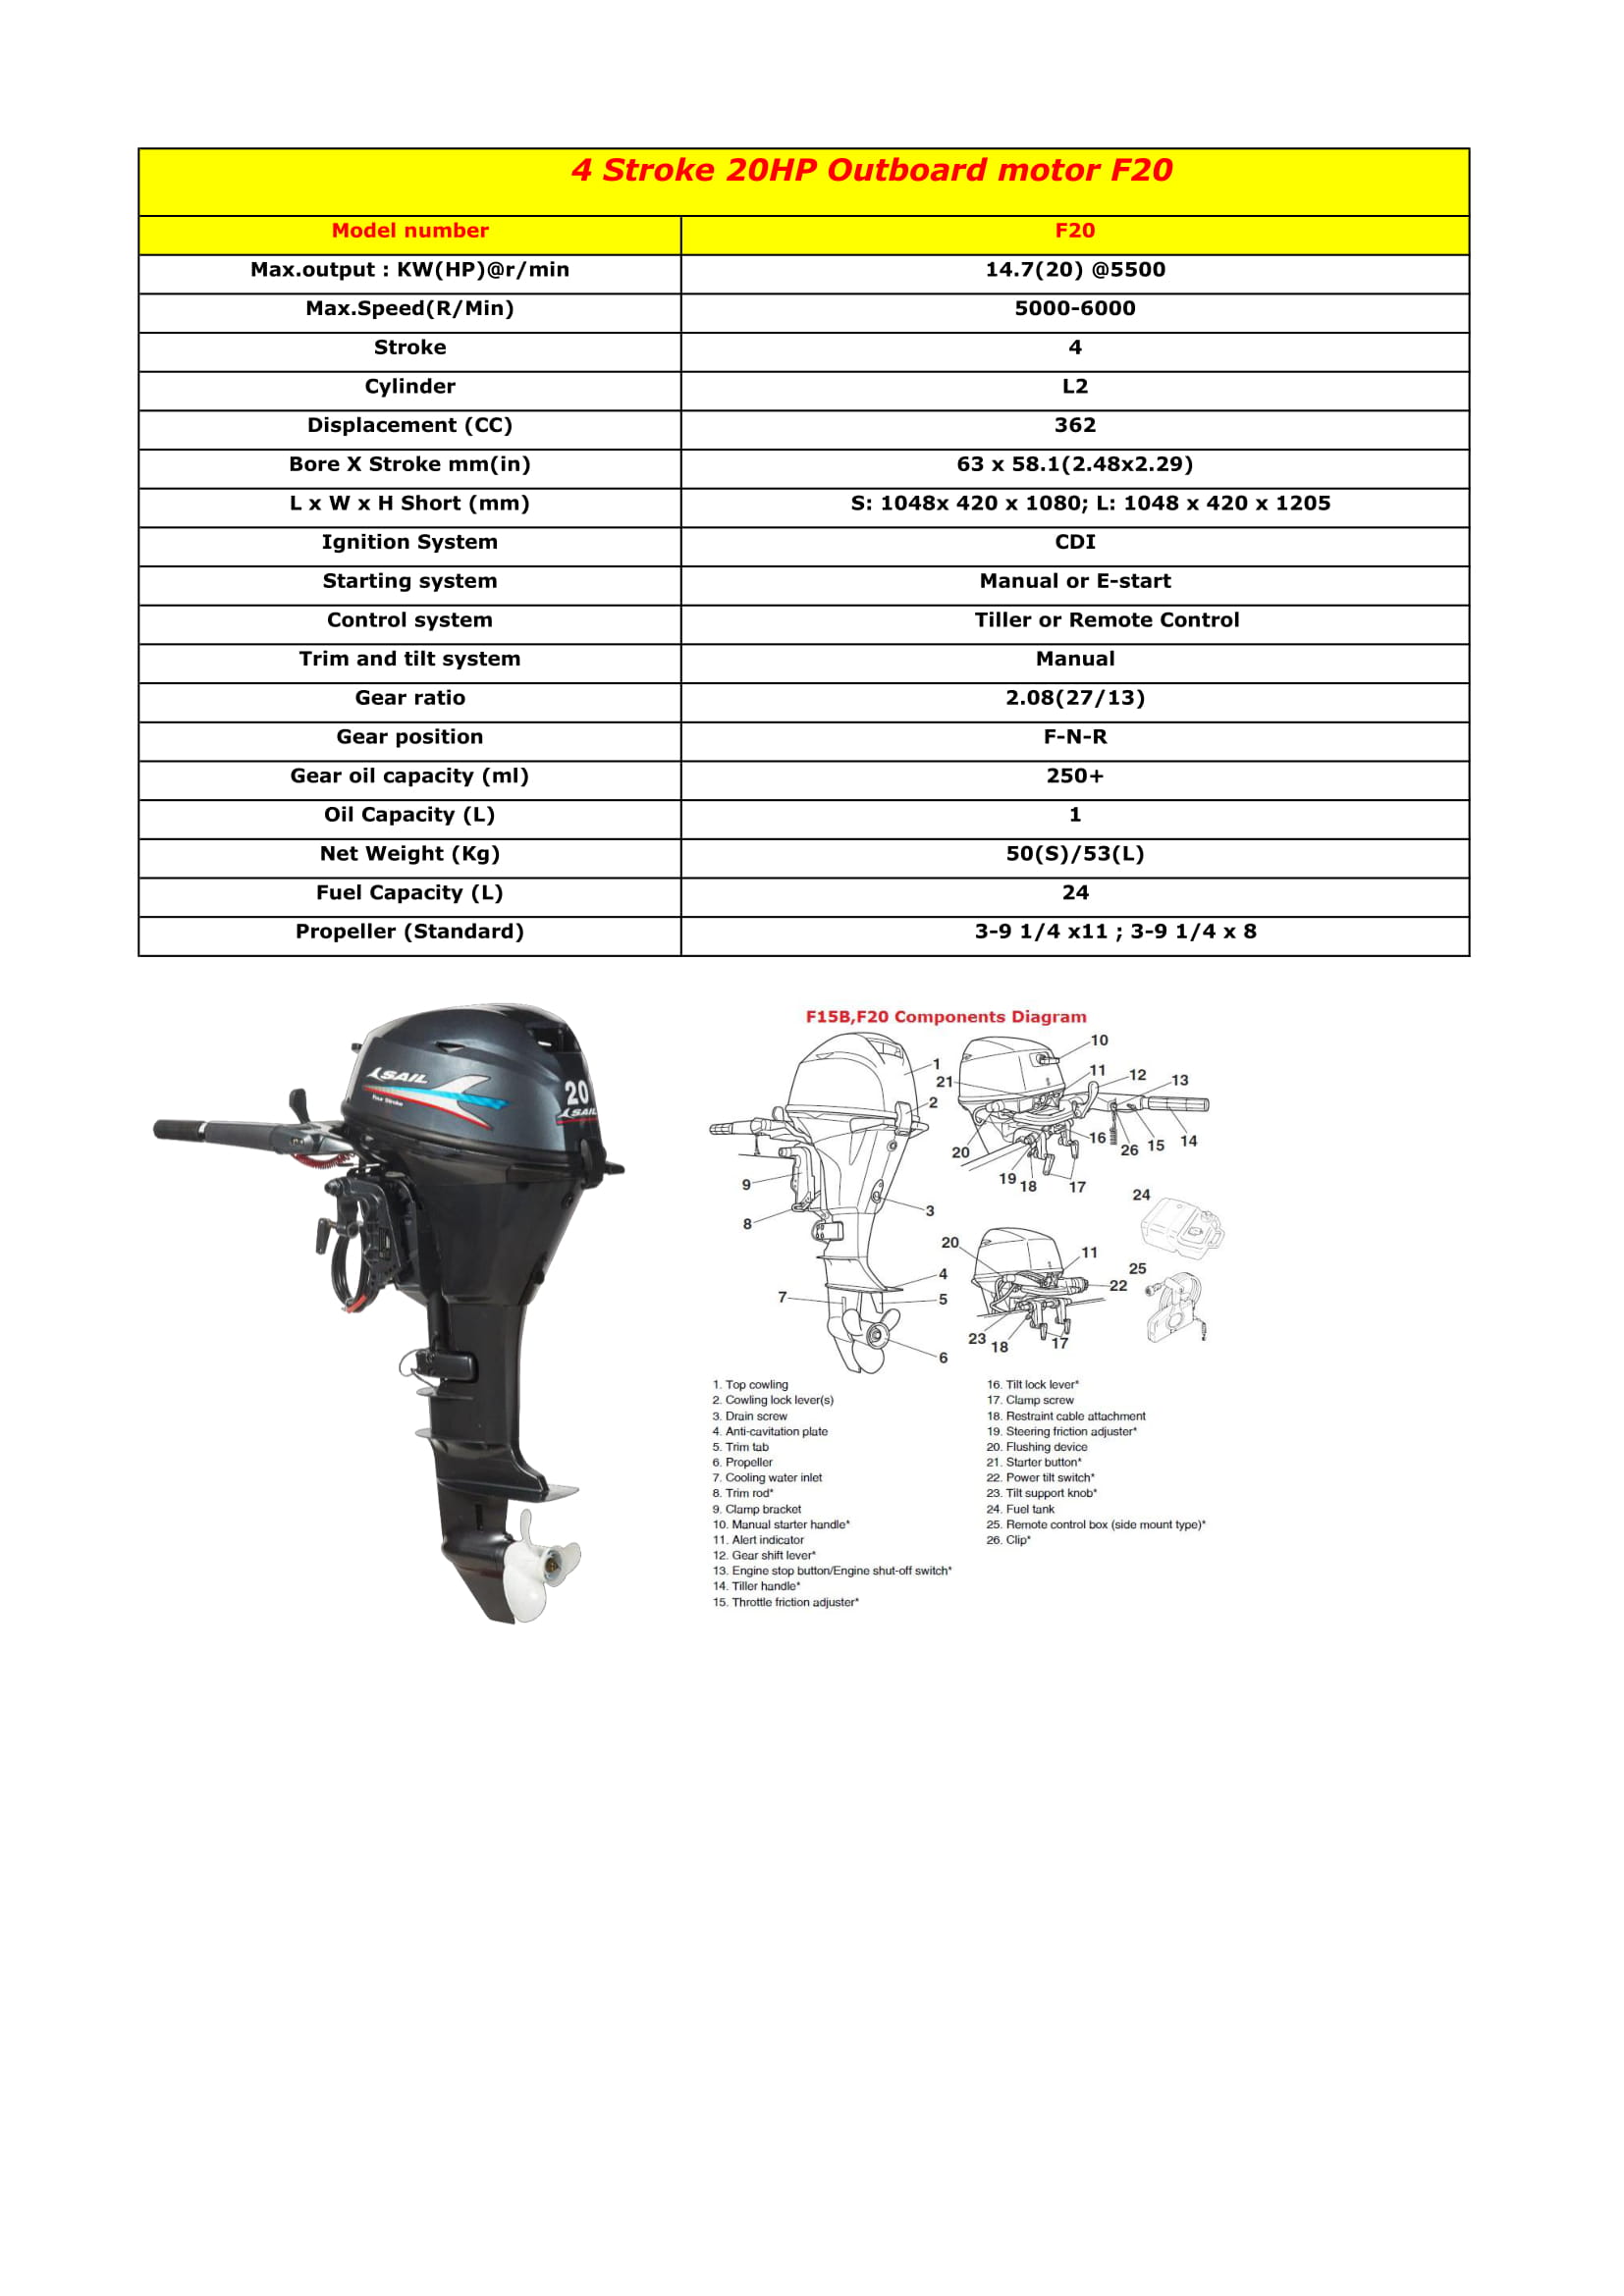 4 Stroke 20HP Outboard motor F20
Model number F20
Max.output : KW(HP)@r/min 14.7(20) @5500
Max.Speed(R/Min) 5000-6000
Stroke 4
Cylinder L2
Displacement (CC) 362
Bore X Stroke mm(in) 63 x 58.1(2.48x2.29)
L x W x H Short (mm) S: 1048x 420 x 1080; L: 1048 x 420 x 1205
Ignition System CDI
Starting system Manual or E-start
Control system Tiller or Remote Control
Trim and tilt system Manual
Gear ratio 2.08(27/13)
Gear position F-N-R
Gear oil capacity (ml) 250+
Oil Capacity (L) 1
Net Weight (Kg) 50(S)/53(L)
Fuel Capacity (L) 24
Propeller (Standard) 3-9 1/4 x11 ; 3-9 1/4 x 8
SAIL
Four Stroke
20
SAIL
F15B,F20 Components Diagram
1
2
3
4
5
6
7
8
9
10
11
12
13
21
20
19
18
17
16
26
15
14
24
20
11
22
25
23
18
17
1. Top cowling
2. Cowling lock lever(s)
3. Drain screw
4. Anti-cavitation plate
5. Trim tab
6. Propeller
7. Cooling water inlet
8. Trim rod*
9. Clamp bracket
10. Manual starter handle*
11. Alert indicator
12. Gear shift lever*
13. Engine stop button/Engine shut-off switch*
14. Tiller handle*
15. Throttle friction adjuster*
16. Tilt lock lever*
17. Clamp screw
18. Restraint cable attachment
19. Steering friction adjuster*
20. Flushing device
21. Starter button*
22. Power tilt switch*
23. Tilt support knob*
24. Fuel tank
25. Remote control box (side mount type)*
26. Clip*